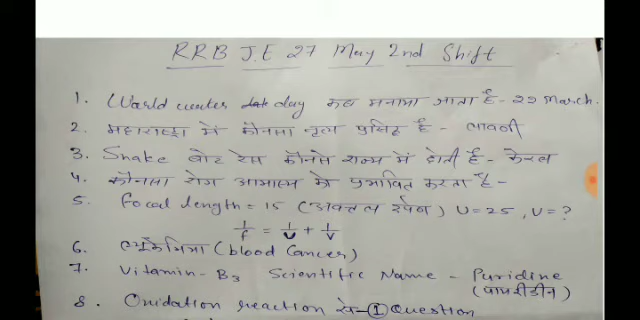 RRB J.E 27 May 2nd Shift
1. World water day कब मनाया जाता है - 22 March.
2. महाराष्ट्र में कौनसा नृत्य प्रसिद्ध है - लावणी
3. Snake बोट रेस कौनसे राज्य में होती है - केरल
4. कौनसा रोग आमाशय को प्रभावित करता है -
5. Focal length = 15 (अवतल दर्पण) U = 25, V = ?
1/f = 1/U + 1/V
6. ल्यूकेमिया (blood Cancer)
7. Vitamin - B3 Scientific Name - Puridine
(पायरीडीन)
8. Oxidation reaction से - 1 Question